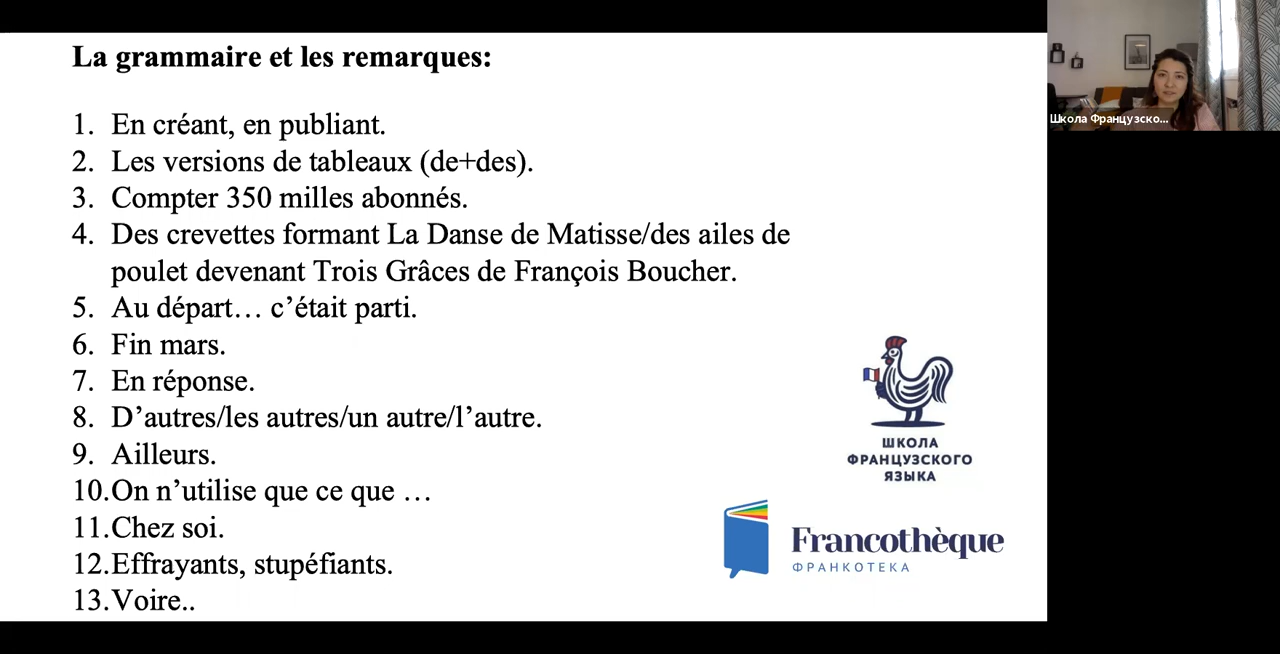 La grammaire et les remarques:
1. En créant, en publiant.
2. Les versions de tableaux (de+des).
3. Compter 350 milles abonnés.
4. Des crevettes formant La Danse de Matisse/des ailes de
poulet devenant Trois Grâces de François Boucher.
5. Au départ… c’était parti.
6. Fin mars.
7. En réponse.
8. D’autres/les autres/un autre/l’autre.
9. Ailleurs.
10.On n’utilise que ce que …
11.Chez soi.
12.Effrayants, stupéfiants.
13.Voire..
ШКОЛА
ФРАНЦУЗСКОГО
ЯЗЫКА
Francothèque
ФРАНКОТЕКА
Школа Французско...